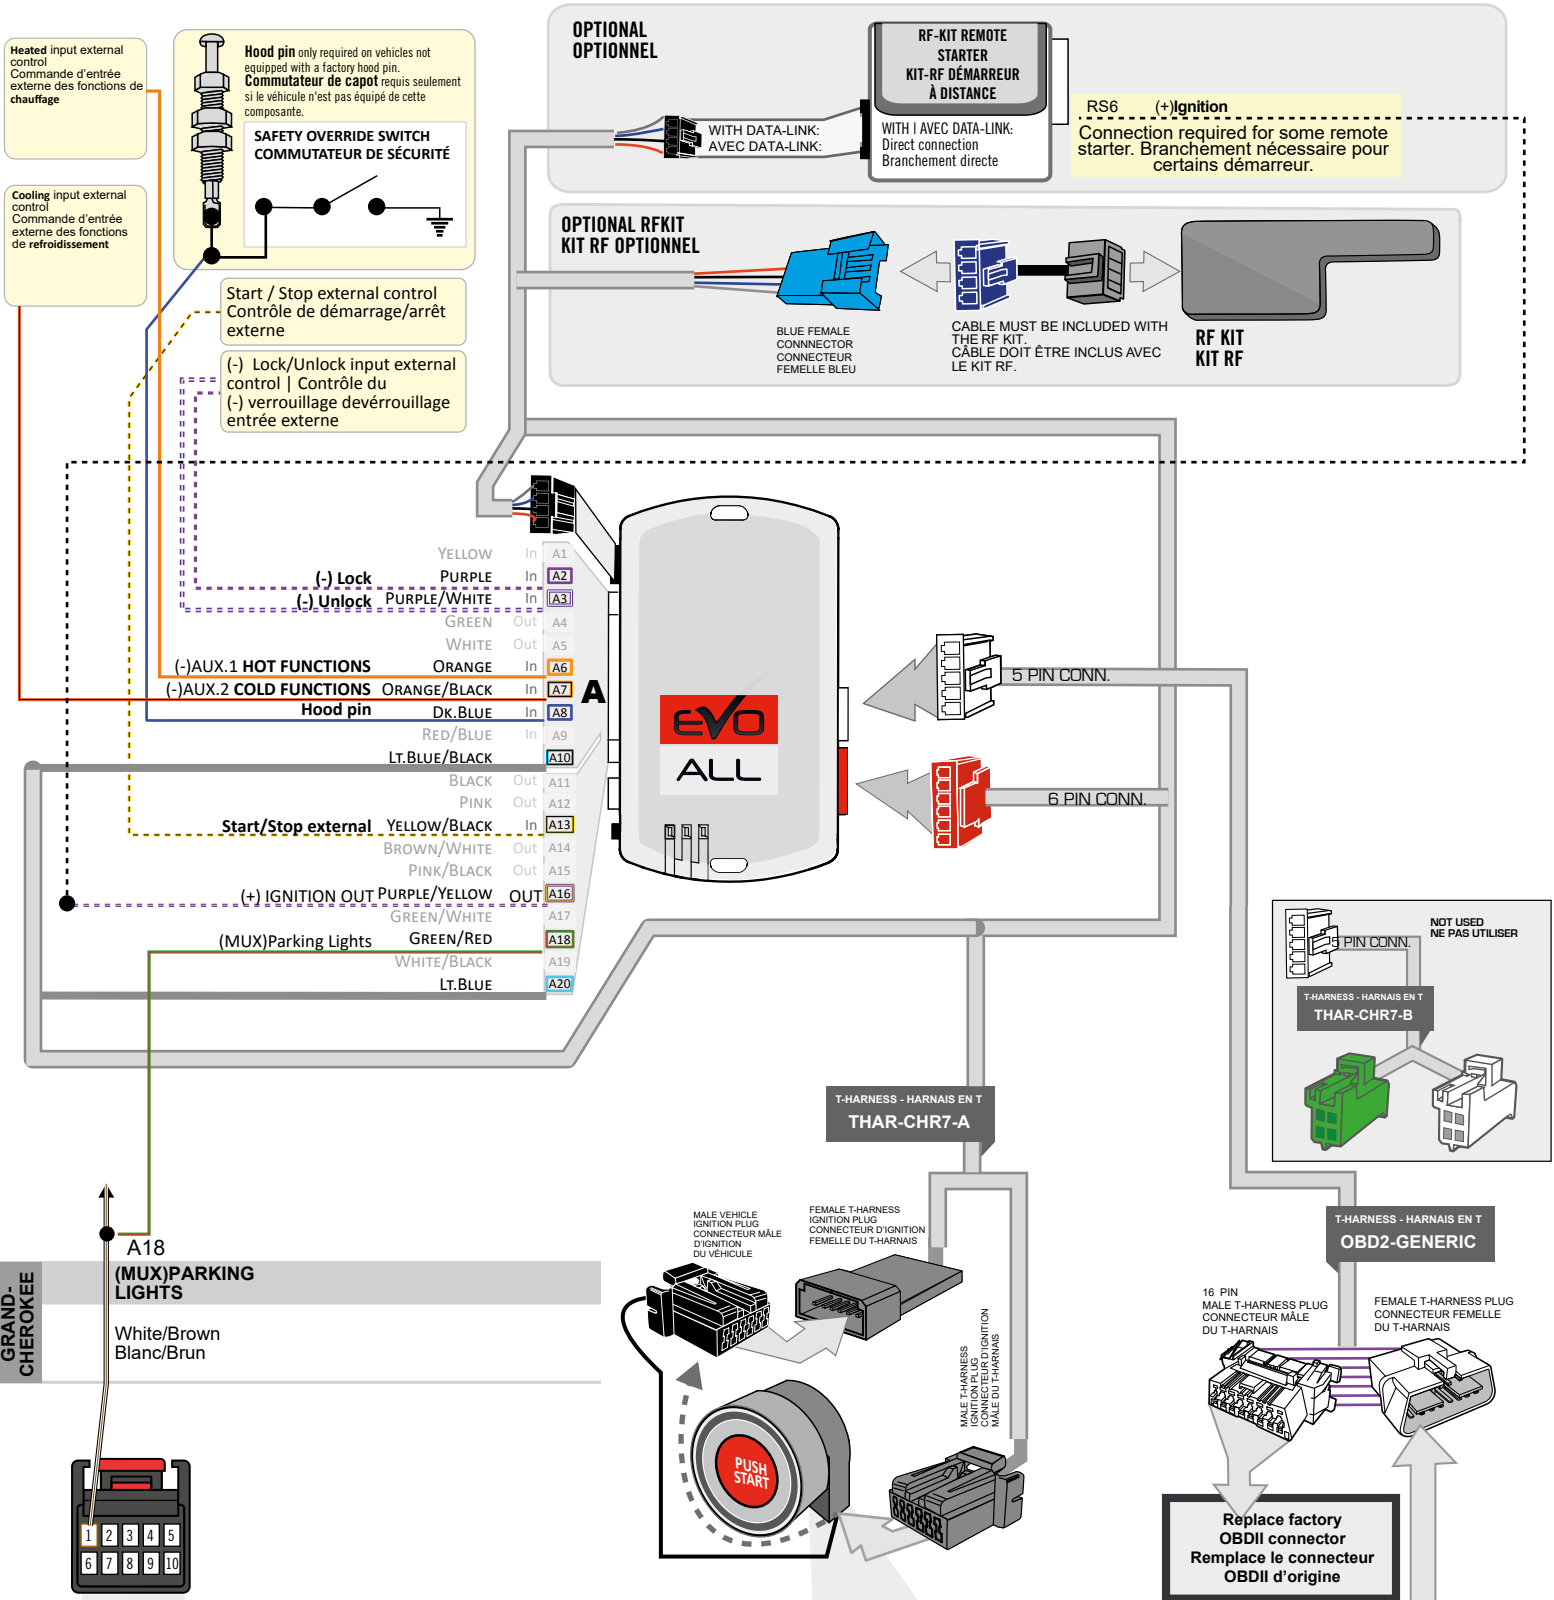 Heated input external
control
Commande d'entrée
externe des fonctions de
chauffage
Cooling input external
control
Commande d'entrée
externe des fonctions
de refroidissement
Hood pin only required on vehicles not
equipped with a factory hood pin.
Commutateur de capot requis seulement
si le véhicule n'est pas équipé de cette
composante.
SAFETY OVERRIDE SWITCH
COMMUTATEUR DE SÉCURITÉ
Start / Stop external control
Contrôle de démarrage/arrêt
externe
(-) Lock/Unlock input external
control | Contrôle du
(-) verrouillage devérrouillage
entrée externe
OPTIONAL
OPTIONNEL
RF-KIT REMOTE
STARTER
KIT-RF DÉMARREUR
À DISTANCE
WITH DATA-LINK:
AVEC DATA-LINK:
WITH | AVEC DATA-LINK:
Direct connection
Branchement directe
RS6 (+)Ignition
Connection required for some remote
starter. Branchement nécessaire pour
certains démarreur.
OPTIONAL RFKIT
KIT RF OPTIONNEL
BLUE FEMALE
CONNNECTOR
CONNECTEUR
FEMELLE BLEU
CABLE MUST BE INCLUDED WITH
THE RF KIT.
CÂBLE DOIT ÊTRE INCLUS AVEC
LE KIT RF.
RF KIT
KIT RF
YELLOW In A1
(-) Lock PURPLE In A2
(-) Unlock PURPLE/WHITE In A3
GREEN Out A4
WHITE Out A5
(-)AUX.1 HOT FUNCTIONS ORANGE In A6
(-)AUX.2 COLD FUNCTIONS ORANGE/BLACK In A7
Hood pin DK.BLUE In A8
RED/BLUE In A9
LT.BLUE/BLACK A10
BLACK Out A11
PINK Out A12
Start/Stop external YELLOW/BLACK In A13
BROWN/WHITE Out A14
PINK/BLACK Out A15
(+) IGNITION OUT PURPLE/YELLOW OUT A16
GREEN/WHITE A17
(MUX)Parking Lights GREEN/RED A18
WHITE/BLACK A19
LT.BLUE A20
A
EVO
ALL
5 PIN CONN.
6 PIN CONN.
NOT USED
NE PAS UTILISER
5 PIN CONN.
T-HARNESS - HARNAIS EN T
THAR-CHR7-B
T-HARNESS - HARNAIS EN T
THAR-CHR7-A
T-HARNESS - HARNAIS EN T
OBD2-GENERIC
MALE VEHICLE
IGNITION PLUG
CONNECTEUR MÂLE
D'IGNITION
DU VÉHICULE
FEMALE T-HARNESS
IGNITION PLUG
CONNECTEUR D'IGNITION
FEMELLE DU T-HARNAIS
MALE T-HARNESS
IGNITION PLUG
CONNECTEUR D'IGNITION
MÂLE DU T-HARNAIS
16 PIN
MALE T-HARNESS PLUG
CONNECTEUR MÂLE
DU T-HARNAIS
FEMALE T-HARNESS PLUG
CONNECTEUR FEMELLE
DU T-HARNAIS
A18
(MUX)PARKING
LIGHTS
GRAND-
CHEROKEE
White/Brown
Blanc/Brun
PUSH
START
1 2 3 4 5
6 7 8 9 10
Replace factory
OBDII connector
Remplace le connecteur
OBDII d'origine